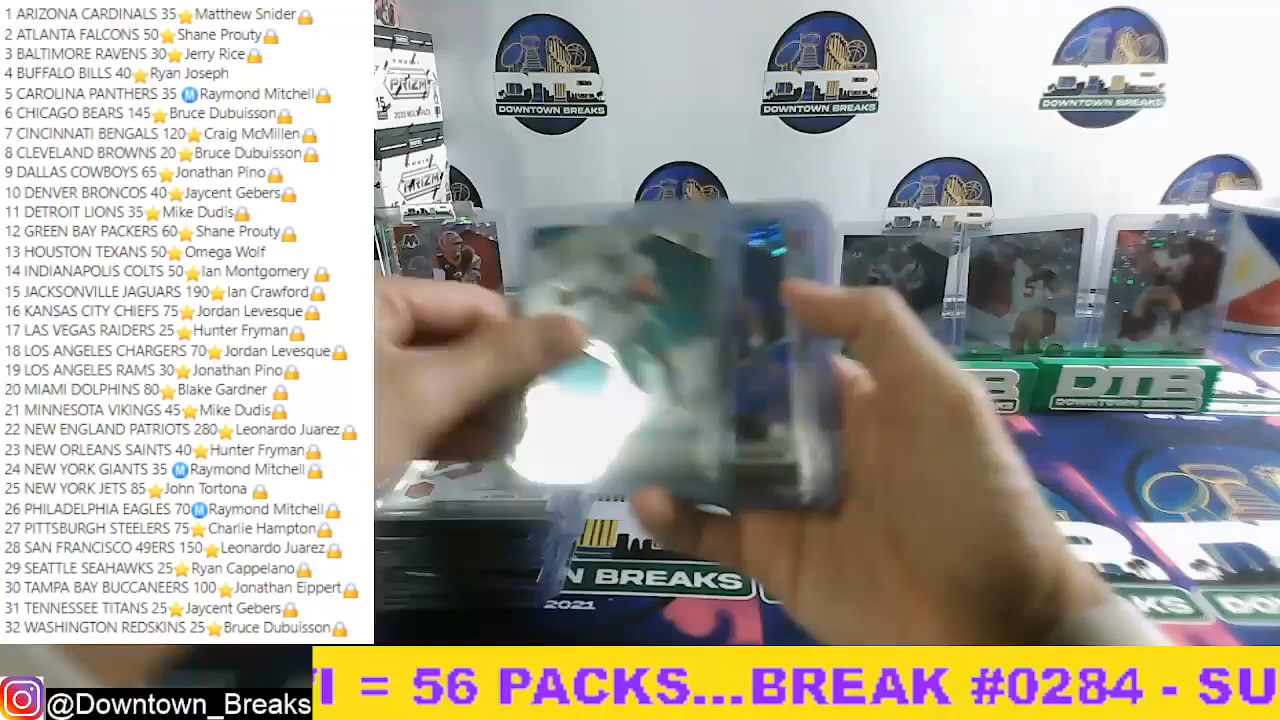 1 ARIZONA CARDINALS 35⭐Matthew Snider🔒
2 ATLANTA FALCONS 50⭐Shane Prouty🔒
3 BALTIMORE RAVENS 30⭐Jerry Rice🔒
4 BUFFALO BILLS 40⭐Ryan Joseph
5 CAROLINA PANTHERS 35 Ⓜ️Raymond Mitchell🔒
6 CHICAGO BEARS 145⭐Bruce Dubuisson🔒
7 CINCINNATI BENGALS 120⭐Craig McMillen🔒
8 CLEVELAND BROWNS 20⭐Bruce Dubuisson🔒
9 DALLAS COWBOYS 65⭐Jonathan Pino🔒
10 DENVER BRONCOS 40⭐Jaycent Gebers🔒
11 DETROIT LIONS 35⭐Mike Dudis🔒
12 GREEN BAY PACKERS 60⭐Shane Prouty🔒
13 HOUSTON TEXANS 50⭐Omega Wolf
14 INDIANAPOLIS COLTS 50⭐Ian Montgomery 🔒
15 JACKSONVILLE JAGUARS 190⭐Ian Crawford🔒
16 KANSAS CITY CHIEFS 75⭐Jordan Levesque🔒
17 LAS VEGAS RAIDERS 25⭐Hunter Fryman🔒
18 LOS ANGELES CHARGERS 70⭐Jordan Levesque🔒
19 LOS ANGELES RAMS 30⭐Jonathan Pino🔒
20 MIAMI DOLPHINS 80⭐Blake Gardner 🔒
21 MINNESOTA VIKINGS 45⭐Mike Dudis🔒
22 NEW ENGLAND PATRIOTS 280⭐Leonardo Juarez🔒
23 NEW ORLEANS SAINTS 40⭐Hunter Fryman🔒
24 NEW YORK GIANTS 35 Ⓜ️Raymond Mitchell🔒
25 NEW YORK JETS 85⭐John Tortona 🔒
26 PHILADELPHIA EAGLES 70Ⓜ️Raymond Mitchell🔒
27 PITTSBURGH STEELERS 75⭐Charlie Hampton🔒
28 SAN FRANCISCO 49ERS 150⭐Leonardo Juarez🔒
29 SEATTLE SEAHAWKS 25⭐Ryan Cappelano🔒
30 TAMPA BAY BUCCANEERS 100⭐Jonathan Eippert🔒
31 TENNESSEE TITANS 25⭐Jaycent Gebers🔒
32 WASHINGTON REDSKINS 25⭐Bruce Dubuisson🔒
PRIZM
PRIZM
DTB
DOWNTOWN BREAKS
DTB
DOWNTOWN BREAKS
DTB
DOWNTOWN BREAKS
DTB
DTB
DTB
DTB
DOWNTOWN BREAKS
N BREAKS
2021
I = 56 PACKS...BREAK #0284 - SU
@Downtown_Breaks